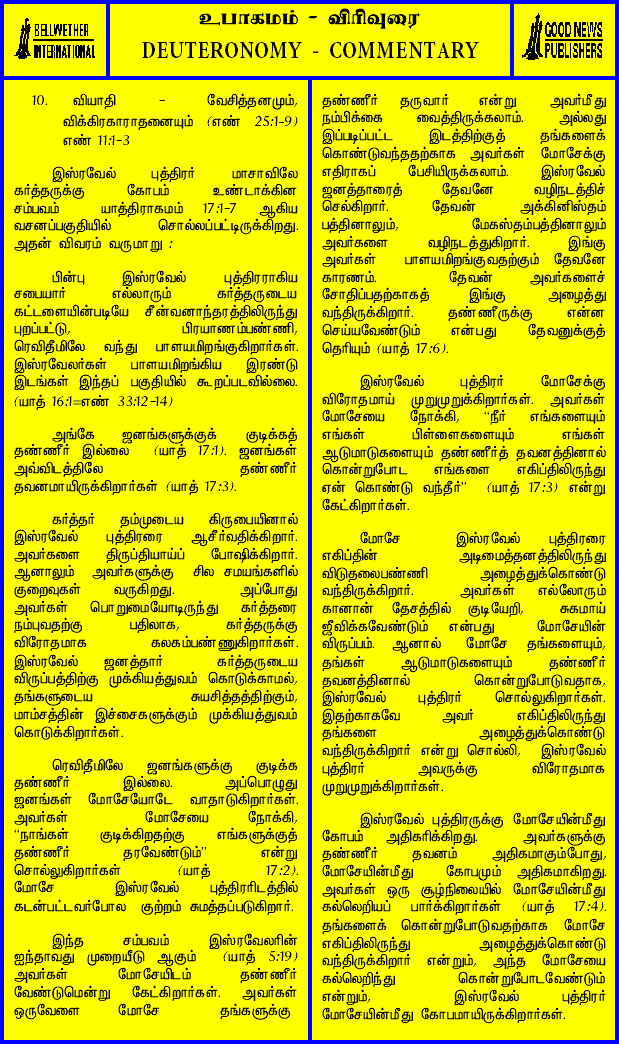 BELLWETHER
INTERNATIONAL
உபாகமம் - விரிவுரை
DEUTERONOMY - COMMENTARY
GOOD NEWS
PUBLISHERS
10. வியாதி - வேசித்தனமும்,
விக்கிரகாராதனையும் (எண் 25:1-9)
எண் 11:1-3
இஸ்ரவேல் புத்திரர் மாசாவிலே
கர்த்தருக்கு கோபம் உண்டாக்கின
சம்பவம் யாத்திராகமம் 17:1-7 ஆகிய
வசனப்பகுதியில் சொல்லப்பட்டிருக்கிறது.
அதன் விவரம் வருமாறு :
பின்பு இஸ்ரவேல் புத்திரராகிய
சபையார் எல்லாரும் கர்த்தருடைய
கட்டளையின்படியே சீன்வனாந்தரத்திலிருந்து
புறப்பட்டு, பிரயாணம்பண்ணி,
ரெவிதீமிலே வந்து பாளயமிறங்குகிறார்கள்.
இஸ்ரவேலர்கள் பாளயமிறங்கிய இரண்டு
இடங்கள் இந்தப் பகுதியில் கூறப்படவில்லை.
(யாத் 16:1=எண் 33:12-14)
அங்கே ஜனங்களுக்குக் குடிக்கத்
தண்ணீர் இல்லை (யாத் 17:1). ஜனங்கள்
அவ்விடத்திலே தண்ணீர்
தவனமாயிருக்கிறார்கள் (யாத் 17:3).
கர்த்தர் தம்முடைய கிருபையினால்
இஸ்ரவேல் புத்திரரை ஆசீர்வதிக்கிறார்.
அவர்களை திருப்தியாய்ப் போஷிக்கிறார்.
ஆனாலும் அவர்களுக்கு சில சமயங்களில்
குறைவுகள் வருகிறது. அப்போது
அவர்கள் பொறுமையோடிருந்து கர்த்தரை
நம்புவதற்கு பதிலாக, கர்த்தருக்கு
விரோதமாக கலகம்பண்ணுகிறார்கள்.
இஸ்ரவேல் ஜனத்தார் கர்த்தருடைய
விருப்பத்திற்கு முக்கியத்துவம் கொடுக்காமல்,
தங்களுடைய சுயசித்தத்திற்கும்,
மாம்சத்தின் இச்சைகளுக்கும் முக்கியத்துவம்
கொடுக்கிறார்கள்.
ரெவிதீமிலே ஜனங்களுக்கு குடிக்க
தண்ணீர் இல்லை. அப்பொழுது
ஜனங்கள் மோசேயோடே வாதாடுகிறார்கள்.
அவர்கள் மோசேயை நோக்கி,
“நாங்கள் குடிக்கிறதற்கு எங்களுக்குத்
தண்ணீர் தரவேண்டும்” என்று
சொல்லுகிறார்கள் (யாத் 17:2).
மோசே இஸ்ரவேல் புத்திரரிடத்தில்
கடன்பட்டவர்போல குற்றம் சுமத்தப்படுகிறார்.
இந்த சம்பவம் இஸ்ரவேலரின்
ஐந்தாவது முறையீடு ஆகும் (யாத் 5:19)
அவர்கள் மோசேயிடம் தண்ணீர்
வேண்டுமென்று கேட்கிறார்கள். அவர்கள்
ஒருவேளை மோசே தங்களுக்கு
தண்ணீர் தருவார் என்று அவர்மீது
நம்பிக்கை வைத்திருக்கலாம். அல்லது
இப்படிப்பட்ட இடத்திற்குத் தங்களைக்
கொண்டுவந்ததற்காக அவர்கள் மோசேக்கு
எதிராகப் பேசியிருக்கலாம். இஸ்ரவேல்
ஜனத்தாரைத் தேவனே வழிநடத்திச்
செல்கிறார். தேவன் அக்கினிஸ்தம்
பத்தினாலும், மேகஸ்தம்பத்தினாலும்
அவர்களை வழிநடத்துகிறார். இங்கு
அவர்கள் பாளயமிறங்குவதற்கும் தேவனே
காரணம். தேவன் அவர்களைச்
சோதிப்பதற்காகத் இங்கு அழைத்து
வந்திருக்கிறார். தண்ணீருக்கு என்ன
செய்யவேண்டும் என்பது தேவனுக்குத்
தெரியும் (யாத் 17:6).
இஸ்ரவேல் புத்திரர் மோசேக்கு
விரோதமாய் முறுமுறுக்கிறார்கள். அவர்கள்
மோசேயை நோக்கி, “நீர் எங்களையும்
எங்கள் பிள்ளைகளையும் எங்கள்
ஆடுமாடுகளையும் தண்ணீர்த் தவனத்தினால்
கொன்றுபோட எங்களை எகிப்திலிருந்து
ஏன் கொண்டு வந்தீர்” (யாத் 17:3) என்று
கேட்கிறார்கள்.
மோசே இஸ்ரவேல் புத்திரரை
எகிப்தின் அடிமைத்தனத்திலிருந்து
விடுதலைபண்ணி அழைத்துக்கொண்டு
வந்திருக்கிறார். அவர்கள் எல்லோரும்
கானான் தேசத்தில் குடியேறி, சுகமாய்
ஜீவிக்கவேண்டும் என்பது மோசேயின்
விருப்பம். ஆனால் மோசே தங்களையும்,
தங்கள் ஆடுமாடுகளையும் தண்ணீர்
தவனத்தினால் கொன்றுபோடுவதாக,
இஸ்ரவேல் புத்திரர் சொல்லுகிறார்கள்.
இதற்காகவே அவர் எகிப்திலிருந்து
தங்களை அழைத்துக்கொண்டு
வந்திருக்கிறார் என்று சொல்லி, இஸ்ரவேல்
புத்திரர் அவருக்கு விரோதமாக
முறுமுறுக்கிறார்கள்.
இஸ்ரவேல் புத்திரருக்கு மோசேயின்மீது
கோபம் அதிகரிக்கிறது. அவர்களுக்கு
தண்ணீர் தவனம் அதிகமாகும்போது,
மோசேயின்மீது கோபமும் அதிகமாகிறது.
அவர்கள் ஒரு சூழ்நிலையில் மோசேயின்மீது
கல்லெறியப் பார்க்கிறார்கள் (யாத் 17:4).
தங்களைக் கொன்றுபோடுவதற்காக மோசே
எகிப்திலிருந்து அழைத்துக்கொண்டு
வந்திருக்கிறார் என்றும், அந்த மோசேயை
கல்லெறிந்து கொன்றுபோடவேண்டும்
என்றும், இஸ்ரவேல் புத்திரர்
மோசேயின்மீது கோபமாயிருக்கிறார்கள்.